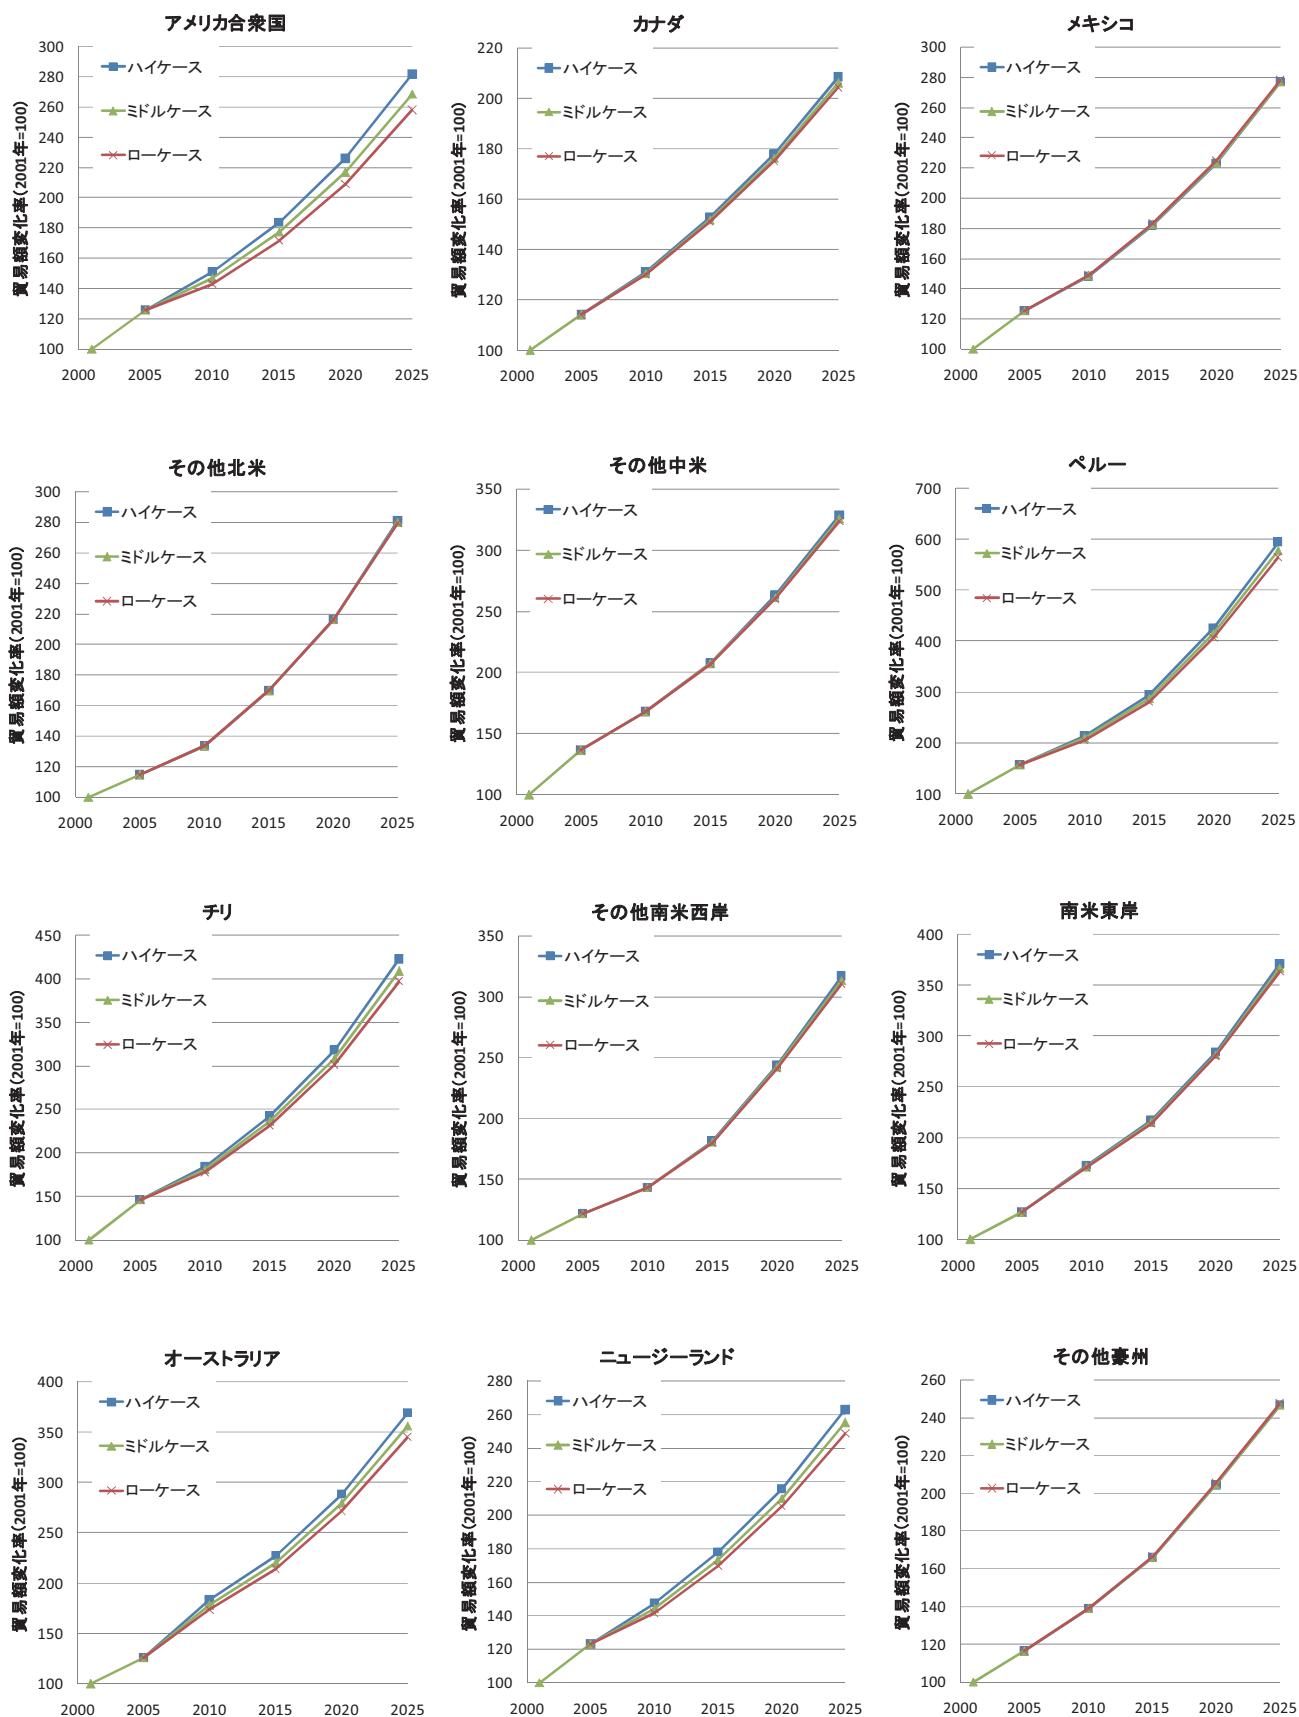 アメリカ合衆国
貿易額変化率(2001年=100)
300
280
260
240
220
200
180
160
140
120
100
ハイケース
ミドルケース
ローケース
2000 2005 2010 2015 2020 2025
カナダ
貿易額変化率(2001年=100)
220
200
180
160
140
120
100
ハイケース
ミドルケース
ローケース
2000 2005 2010 2015 2020 2025
メキシコ
貿易額変化率(2001年=100)
300
280
260
240
220
200
180
160
140
120
100
ハイケース
ミドルケース
ローケース
2000 2005 2010 2015 2020 2025
その他北米
貿易額変化率(2001年=100)
300
280
260
240
220
200
180
160
140
120
100
ハイケース
ミドルケース
ローケース
2000 2005 2010 2015 2020 2025
その他中米
貿易額変化率(2001年=100)
350
300
250
200
150
100
ハイケース
ミドルケース
ローケース
2000 2005 2010 2015 2020 2025
ペルー
貿易額変化率(2001年=100)
700
600
500
400
300
200
100
ハイケース
ミドルケース
ローケース
2000 2005 2010 2015 2020 2025
チリ
貿易額変化率(2001年=100)
450
400
350
300
250
200
150
100
ハイケース
ミドルケース
ローケース
2000 2005 2010 2015 2020 2025
その他南米西岸
貿易額変化率(2001年=100)
350
300
250
200
150
100
ハイケース
ミドルケース
ローケース
2000 2005 2010 2015 2020 2025
南米東岸
貿易額変化率(2001年=100)
400
350
300
250
200
150
100
ハイケース
ミドルケース
ローケース
2000 2005 2010 2015 2020 2025
オーストラリア
貿易額変化率(2001年=100)
400
350
300
250
200
150
100
ハイケース
ミドルケース
ローケース
2000 2005 2010 2015 2020 2025
ニュージーランド
貿易額変化率(2001年=100)
280
260
240
220
200
180
160
140
120
100
ハイケース
ミドルケース
ローケース
2000 2005 2010 2015 2020 2025
その他豪州
貿易額変化率(2001年=100)
260
240
220
200
180
160
140
120
100
ハイケース
ミドルケース
ローケース
2000 2005 2010 2015 2020 2025